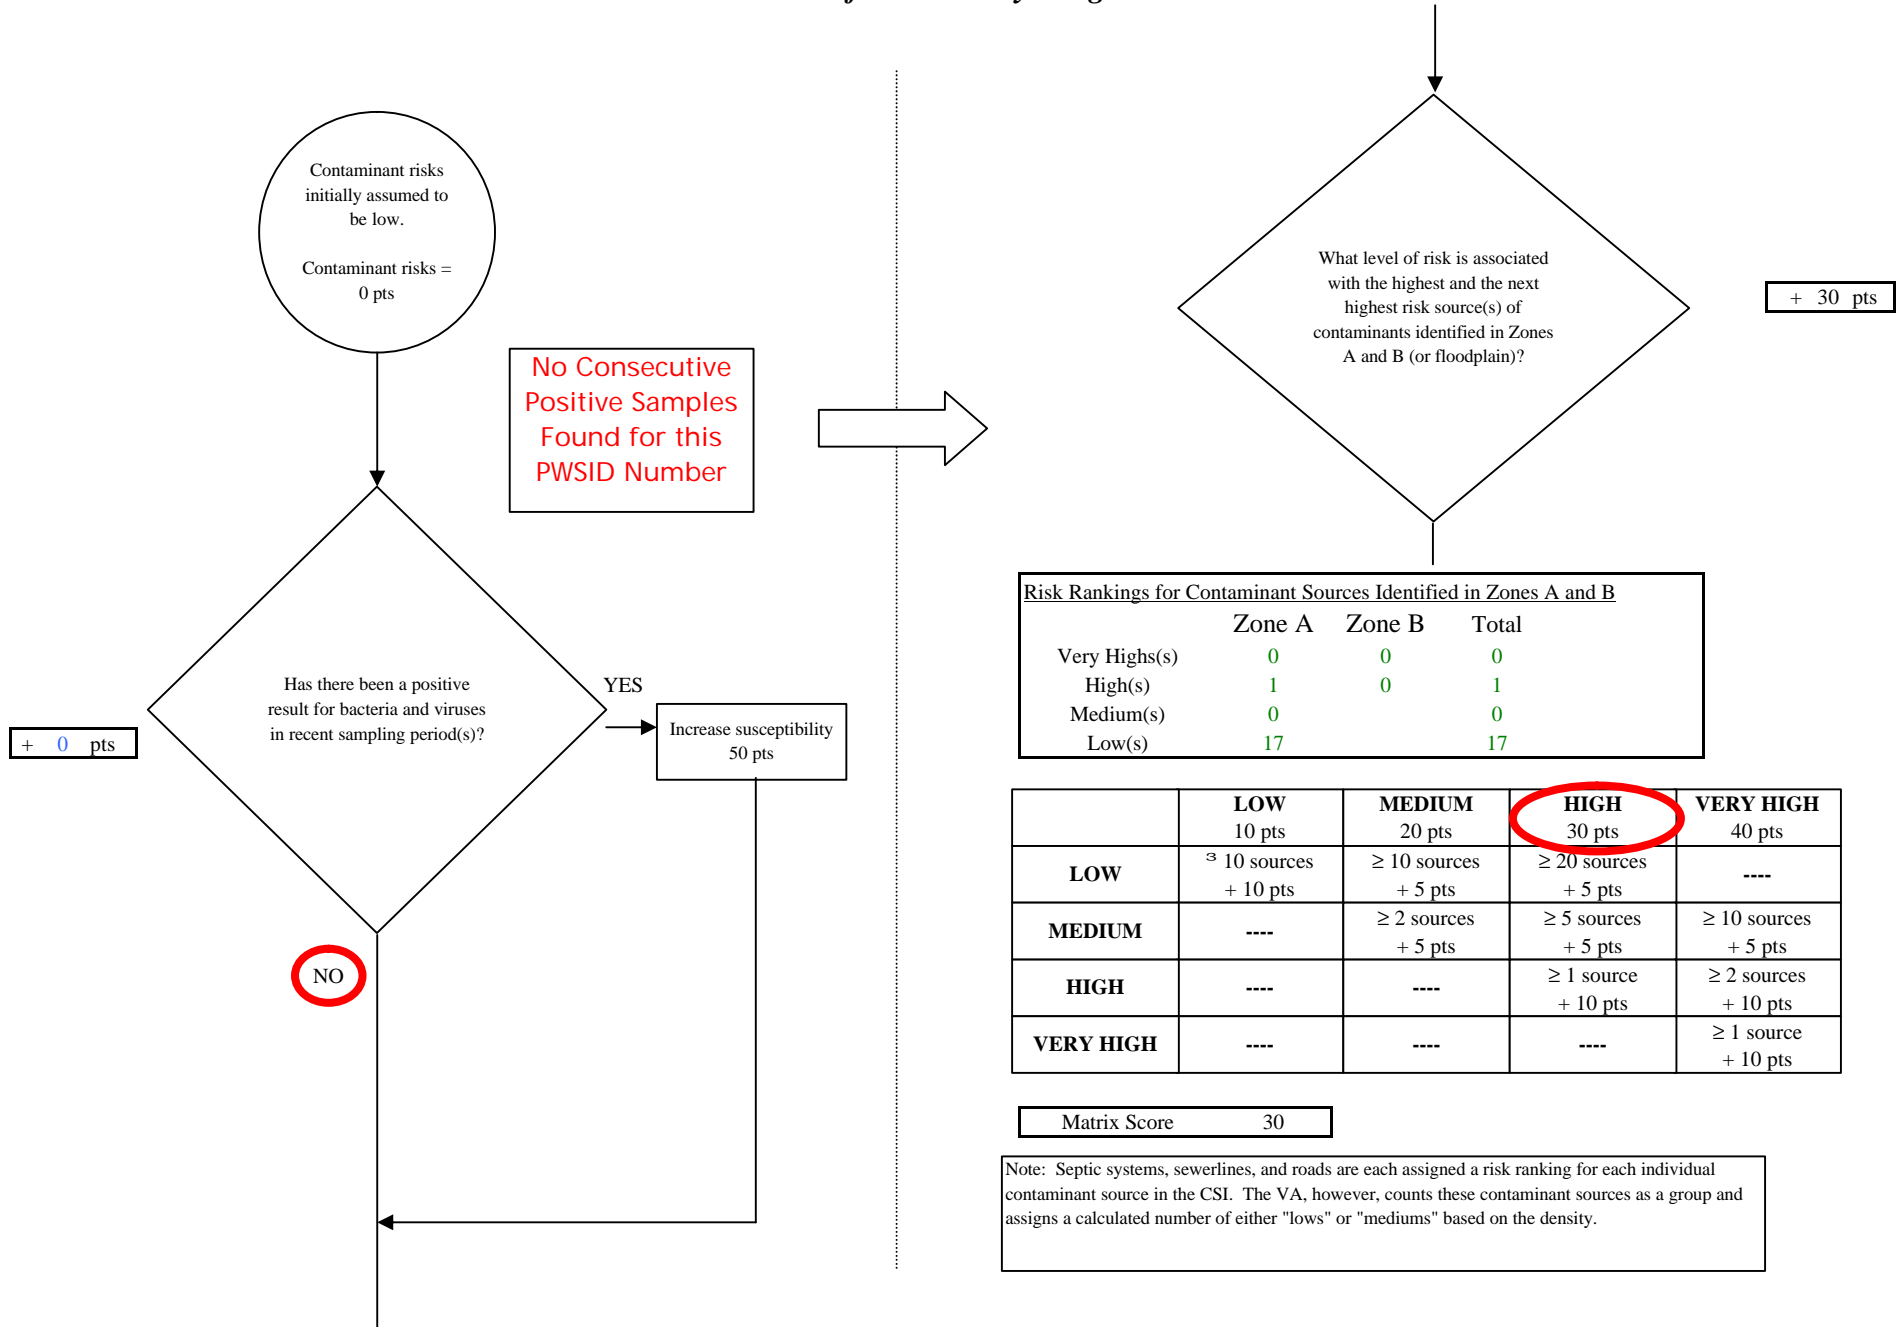 Contaminant risks
initially assumed to
be low.
Contaminant risks =
0 pts
No Consecutive
Positive Samples
Found for this
PWSID Number
Has there been a positive
result for bacteria and viruses
in recent sampling period(s)?
YES
Increase susceptibility
50 pts
+ 0 pts
NO
What level of risk is associated
with the highest and the next
highest risk source(s) of
contaminants identified in Zones
A and B (or floodplain)?
+ 30 pts
Risk Rankings for Contaminant Sources Identified in Zones A and B
Zone A Zone B Total
Very Highs(s) 0 0 0
High(s) 1 0 1
Medium(s) 0 0
Low(s) 17 17
LOW MEDIUM HIGH VERY HIGH
10 pts 20 pts 30 pts 40 pts
LOW ³ 10 sources ≥ 10 sources ≥ 20 sources ----
+ 10 pts + 5 pts + 5 pts
MEDIUM ---- ≥ 2 sources ≥ 5 sources ≥ 10 sources
+ 5 pts + 5 pts + 5 pts
HIGH ---- ---- ≥ 1 source ≥ 2 sources
+ 10 pts + 10 pts
VERY HIGH ---- ---- ---- ≥ 1 source
+ 10 pts
Matrix Score 30
Note: Septic systems, sewerlines, and roads are each assigned a risk ranking for each individual
contaminant source in the CSI. The VA, however, counts these contaminant sources as a group and
assigns a calculated number of either "lows" or "mediums" based on the density.